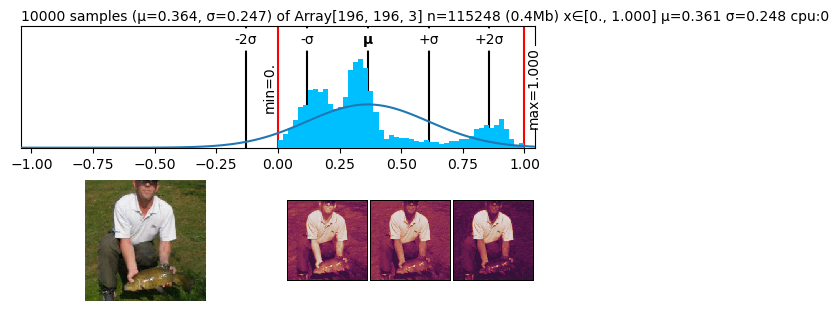 10000 samples (μ=0.364, σ=0.247) of Array[196, 196, 3] n=115248 (0.4Mb) x∈[0., 1.000] μ=0.361 σ=0.248 cpu:0
-2σ -σ μ +σ +2σ
min=0.
max=1.000
−1.00 −0.75 −0.50 −0.25 0.00 0.25 0.50 0.75 1.00